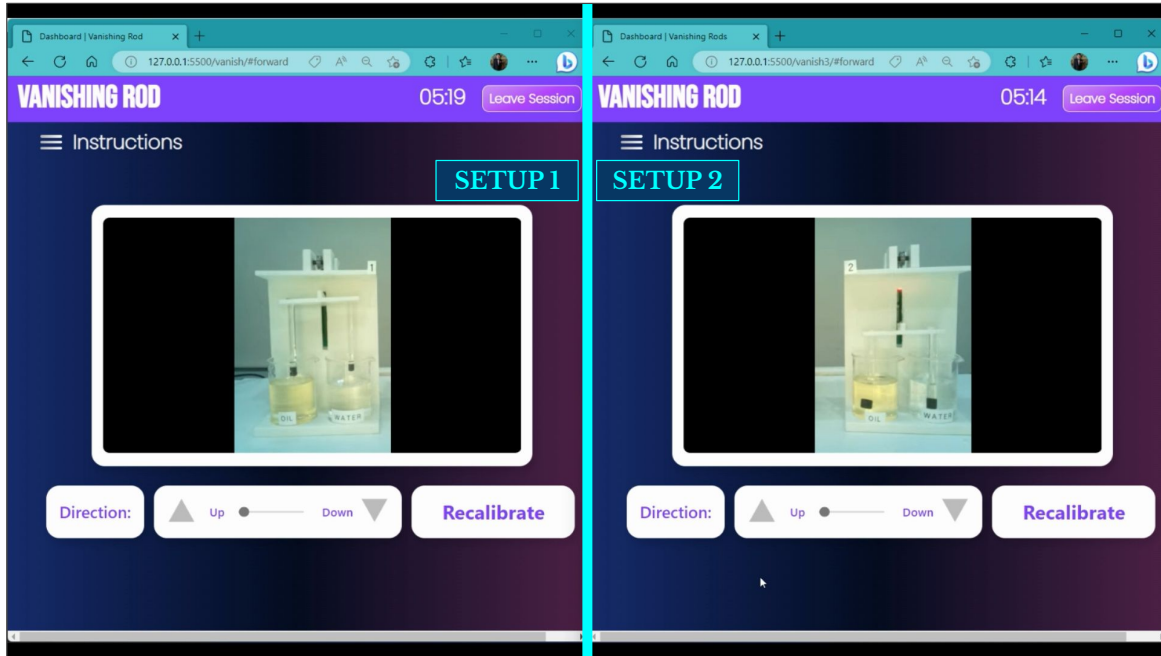 Dashboard | Vanishing Rod
127.0.0.1:5500/vanish/#forward
VANISHING ROD
05:19
Leave Session
Instructions
SETUP 1
1
OIL
WATER
Direction:
Up
Down
Recalibrate
Dashboard | Vanishing Rods
127.0.0.1:5500/vanish3/#forward
VANISHING ROD
05:14
Leave Session
Instructions
SETUP 2
2
OIL
WATER
Direction:
Up
Down
Recalibrate